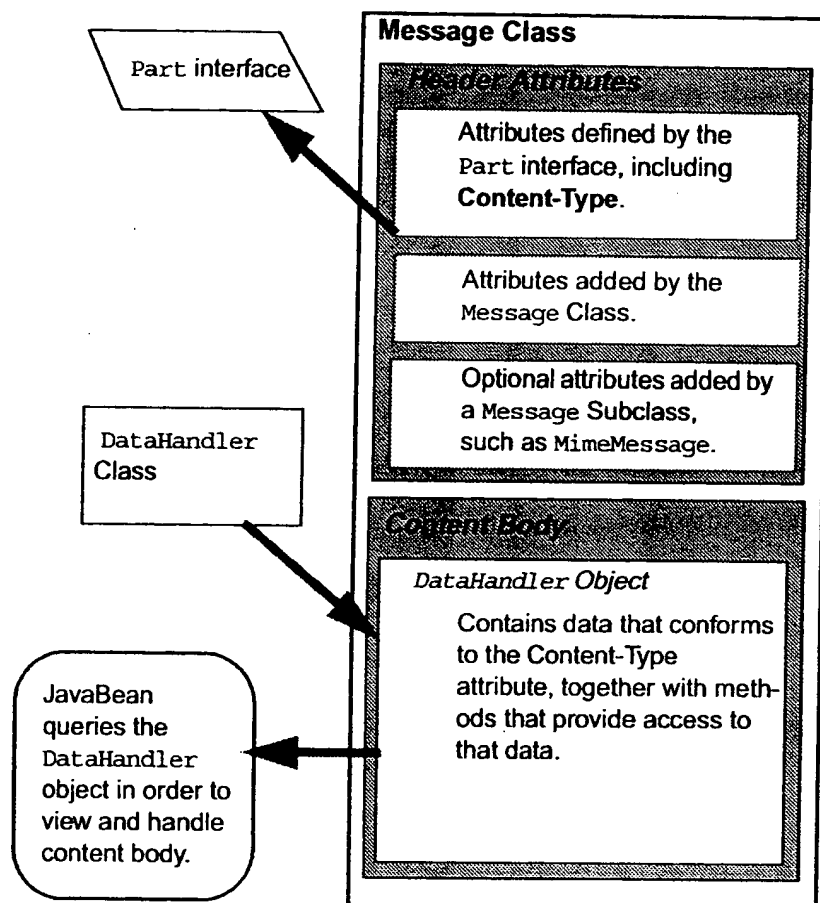 Message Class
Part interface
Header Attributes
Attributes defined by the
Part interface, including
Content-Type.
Attributes added by the
Message Class.
Optional attributes added by
a Message Subclass,
such as MimeMessage.
DataHandler
Class
Content Body
DataHandler Object
Contains data that conforms
to the Content-Type
attribute, together with meth-
ods that provide access to
that data.
JavaBean
queries the
DataHandler
object in order to
view and handle
content body.